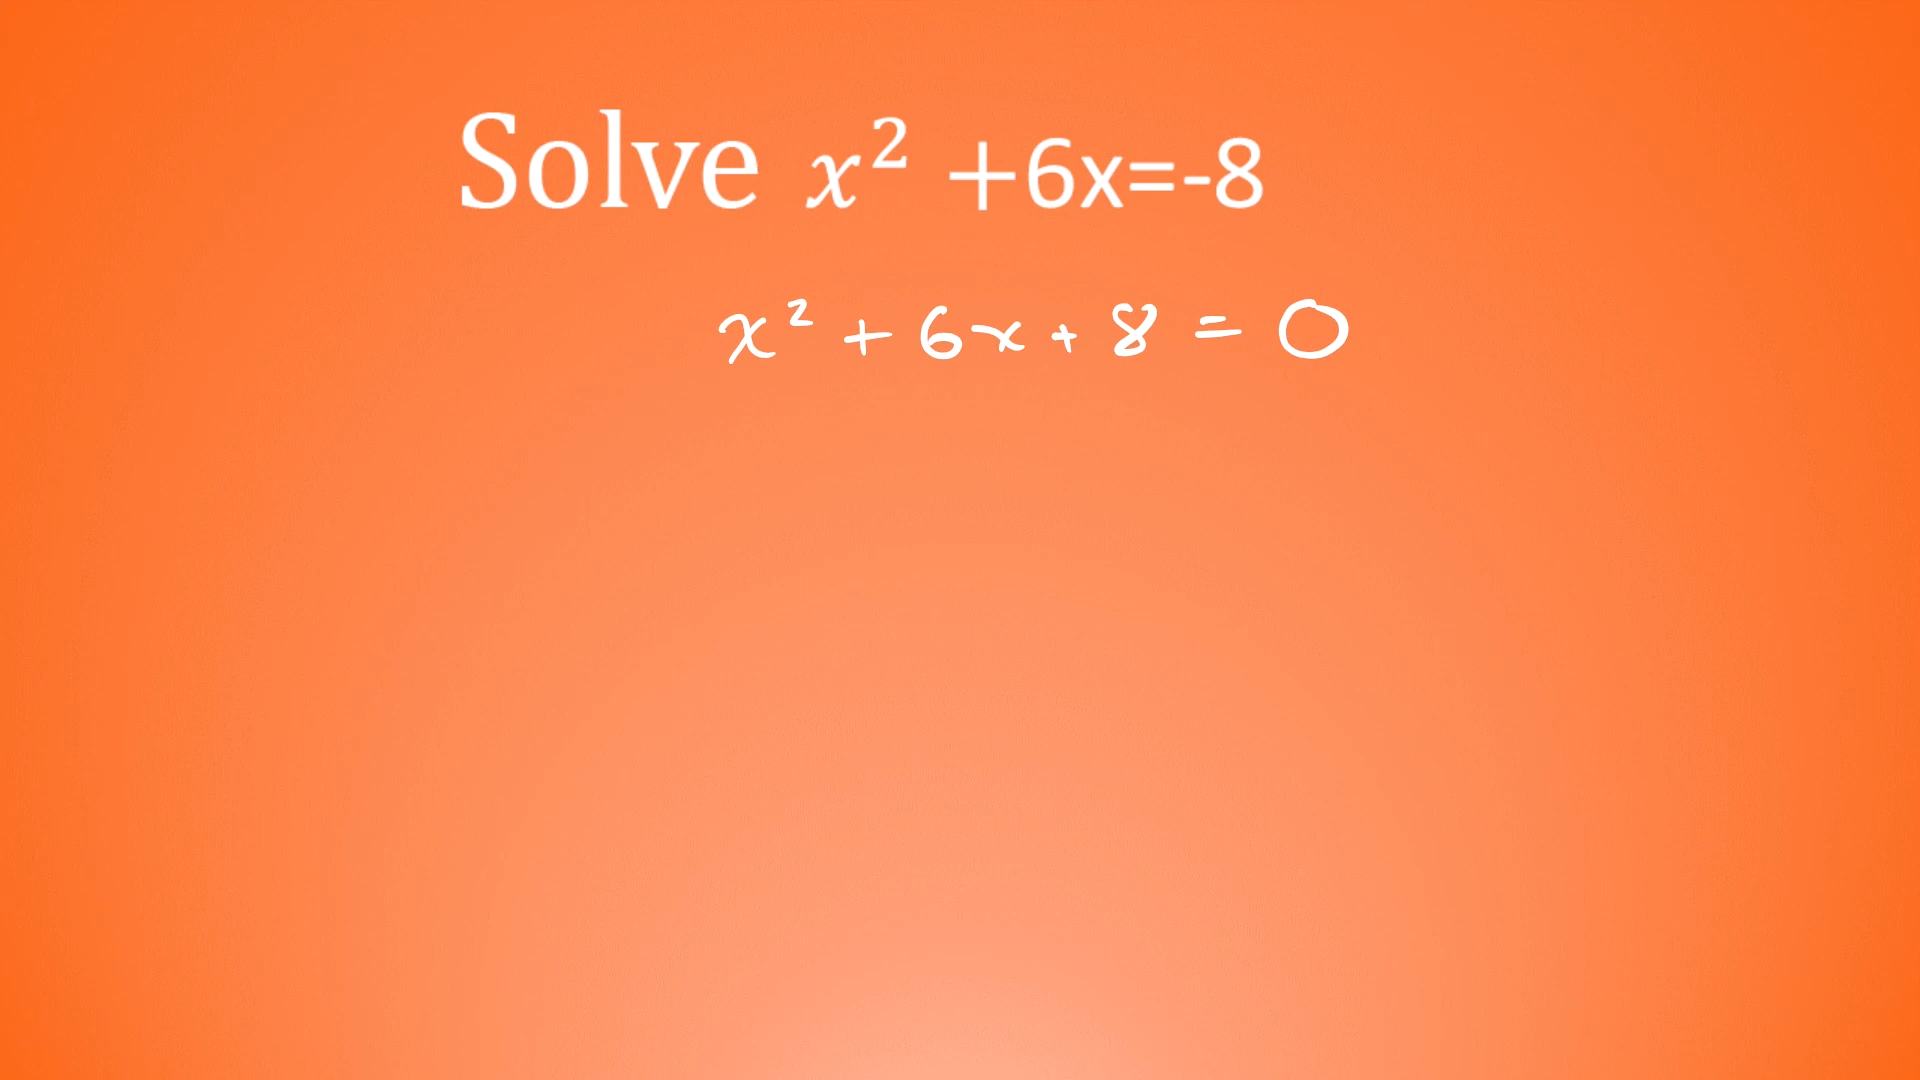 Solve x² +6x=-8
x² + 6x + 8 = 0